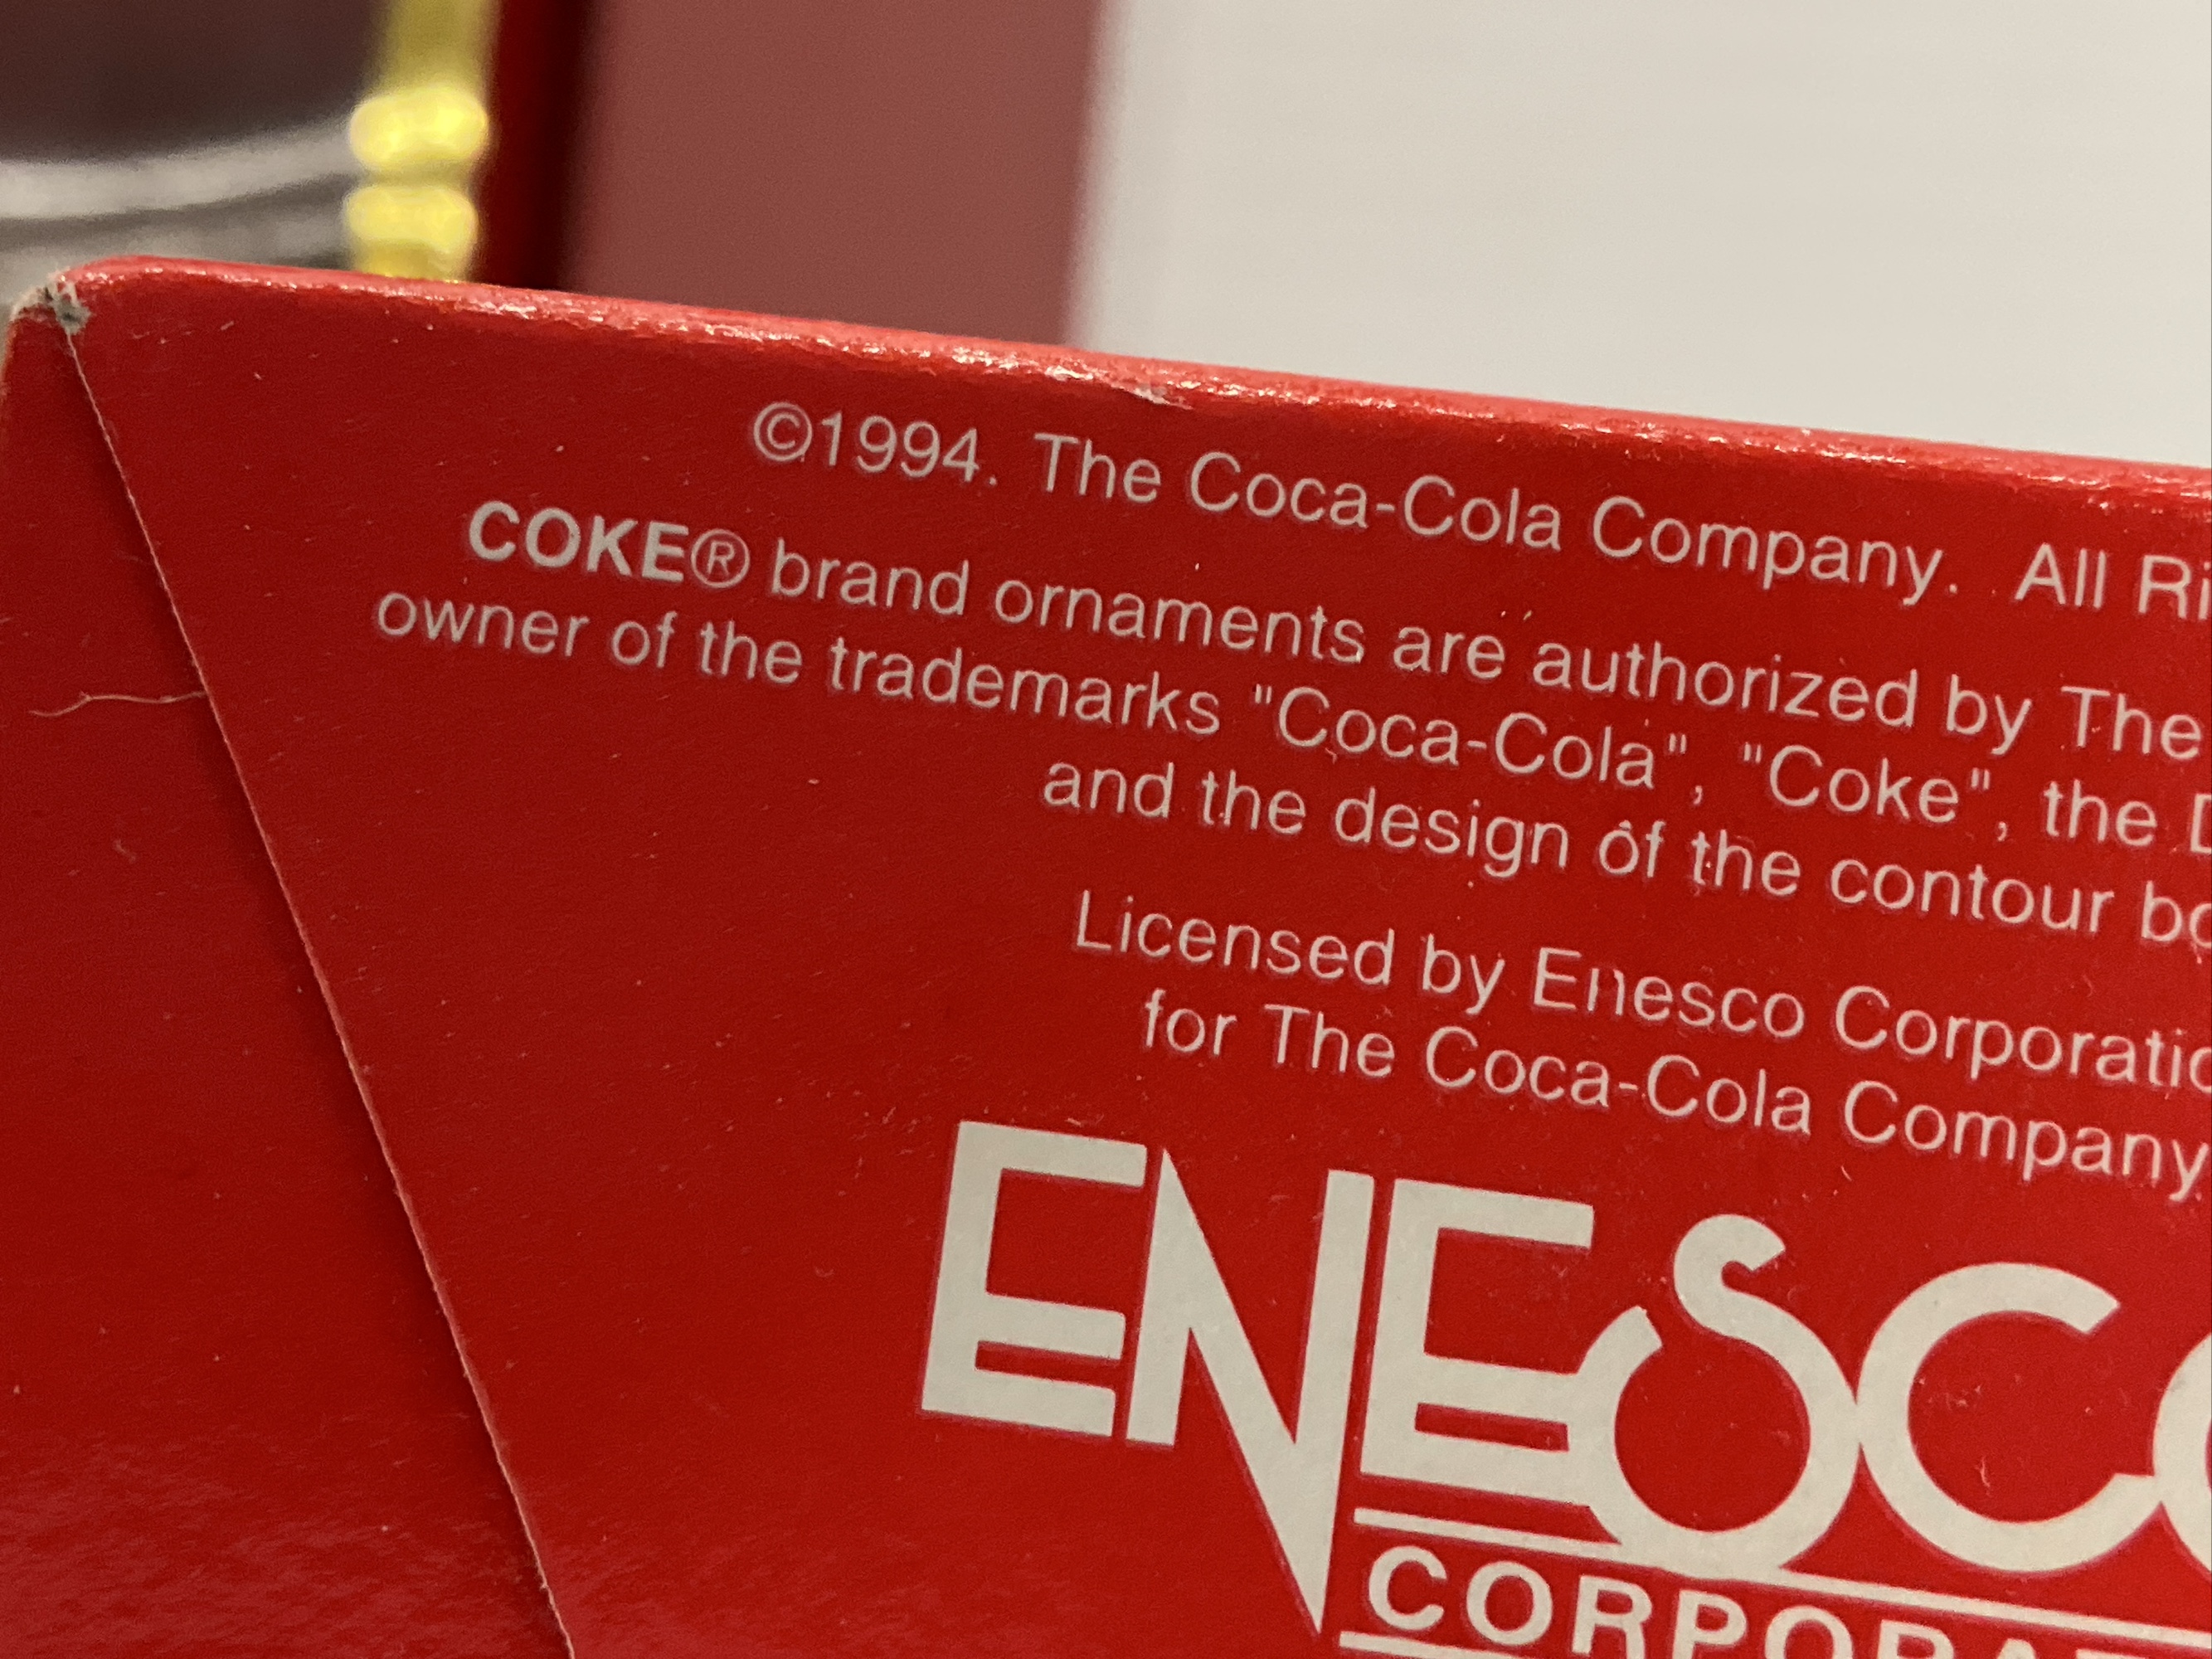 ©1994. The Coca-Cola Company. All Ri
COKE® brand ornaments are authorized by The
owner of the trademarks "Coca-Cola", "Coke", the D
and the design of the contour bo
Licensed by Enesco Corporatio
for The Coca-Cola Company
ENESCO
CORPORAT